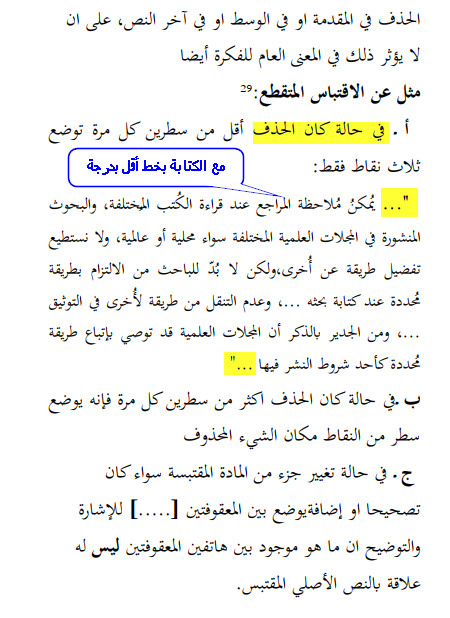 الحذف في المقدمة او في الوسط او في آخر النص، على ان
لا يؤثر ذلك في المعنى العام للفكرة أيضا
مثل عن الاقتباس المتقطع:29
أ. في حالة كان الحذف أقل من سطرين كل مرة توضع
ثلاث نقاط فقط:
مع الكتابة بخط أقل بدرجة
"... يُمكنُ مُلاحظة المراجع عند قراءة الكُتب المختلفة، والبحوث
المنشورة في المجلات العلمية المختلفة سواء محلية أو عالمية، ولا نستطيع
تفضيل طريقة عن أُخرى،ولكن لا بُدّ للباحث من الالتزام بطريقة
مُحددة عند كتابة بحثه ...، وعدم التنقل من طريقة لأُخرى في التوثيق
...، ومن الجدير بالذكر أن المجلات العلمية قد توصي بإتباع طريقة
مُحددة كأحد شروط النشر فيها ..."
ب.في حالة كان الحذف اكثر من سطرين كل مرة فإنه يوضع
سطر من النقاط مكان الشيء المحذوف
ج. في حالة تغيير جزء من المادة المقتبسة سواء كان
تصحيحا او إضافةيوضع بين المعقوفتين [.....] للإشارة
والتوضيح ان ما هو موجود بين هاتفين المعقوفتين ليس له
علاقة بالنص الأصلي المقتبس.